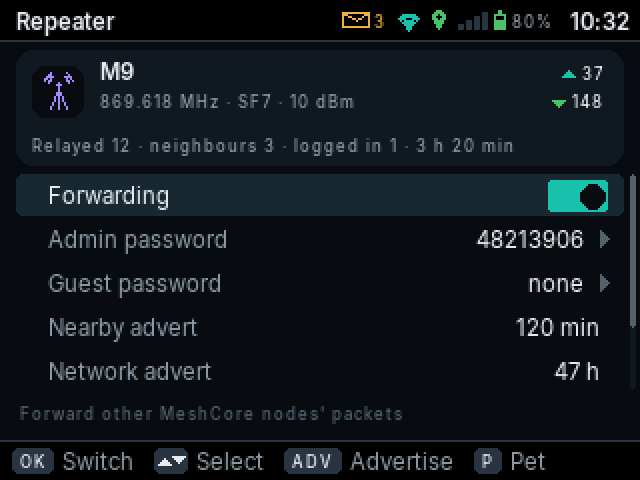 Repeater 3 80% 10:32
M9 37
869.618 MHz · SF7 · 10 dBm 148
Relayed 12 · neighbours 3 · logged in 1 · 3 h 20 min
Forwarding
Admin password 48213906
Guest password none
Nearby advert 120 min
Network advert 47 h
Forward other MeshCore nodes' packets
OK Switch Select ADV Advertise P Pet